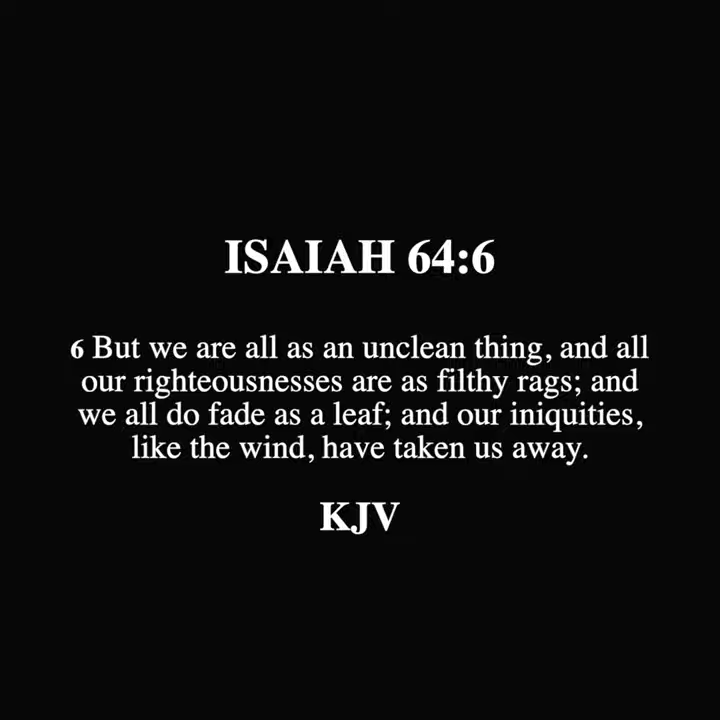 ISAIAH 64:6
6 But we are all as an unclean thing, and all
our righteousnesses are as filthy rags; and
we all do fade as a leaf; and our iniquities,
like the wind, have taken us away.
KJV